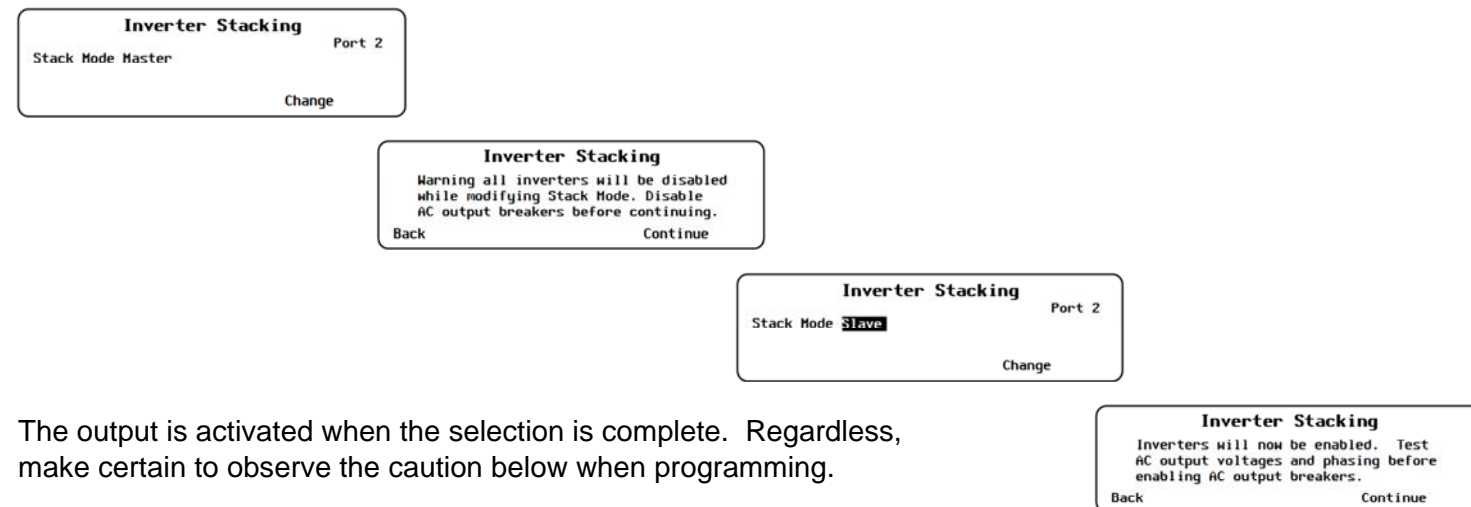 Inverter Stacking
Port 2
Stack Mode Master
Change
Inverter Stacking
Warning all inverters will be disabled
while modifying Stack Mode. Disable
AC output breakers before continuing.
Back Continue
Inverter Stacking
Port 2
Stack Mode Slave
Change
The output is activated when the selection is complete. Regardless,
make certain to observe the caution below when programming.
Inverter Stacking
Inverters will now be enabled. Test
AC output voltages and phasing before
enabling AC output breakers.
Back Continue